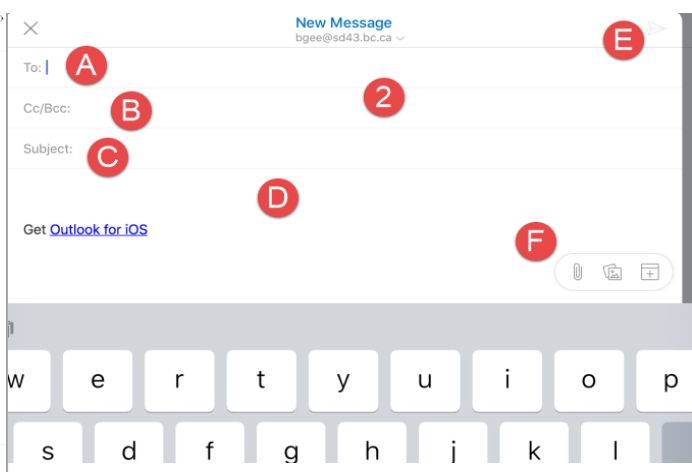 New Message
bgee@sd43.bc.ca
E
To:
A
Cc/Bcc:
B
2
Subject:
C
D
Get Outlook for iOS
F
w e r t y u i o p
s d f g h j k l